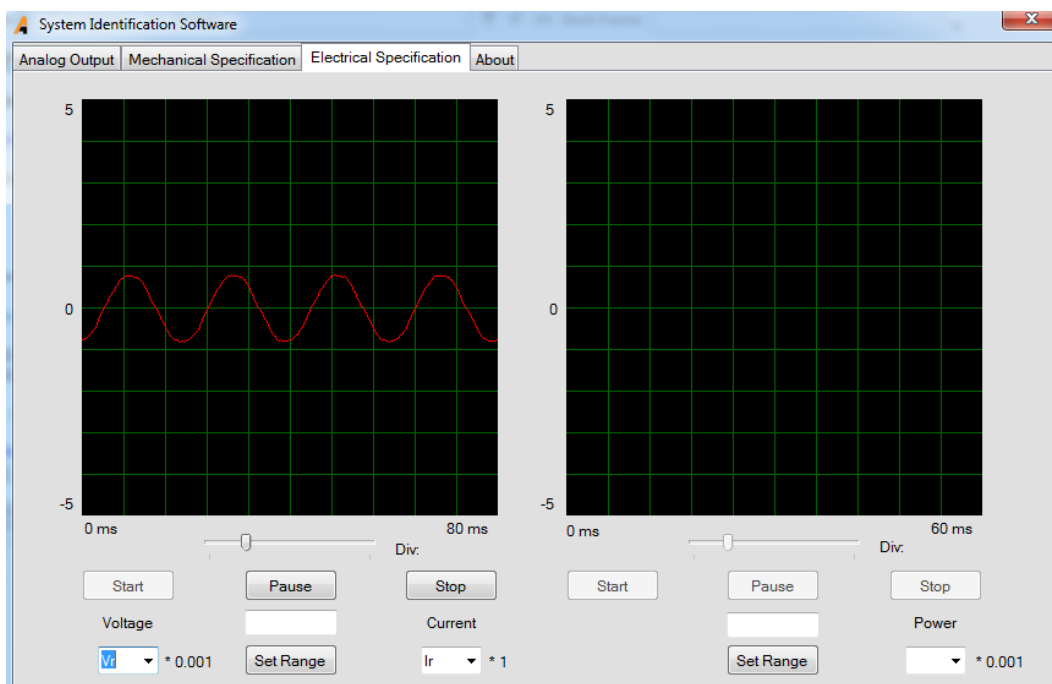 System Identification Software
Analog Output Mechanical Specification Electrical Specification About
5 5
0 0
-5 -5
0 ms 80 ms 0 ms 60 ms
Div: Div:
Start Pause Stop Start Pause Stop
Voltage Current Power
Vr * 0.001 Set Range Ir * 1 Set Range * 0.001